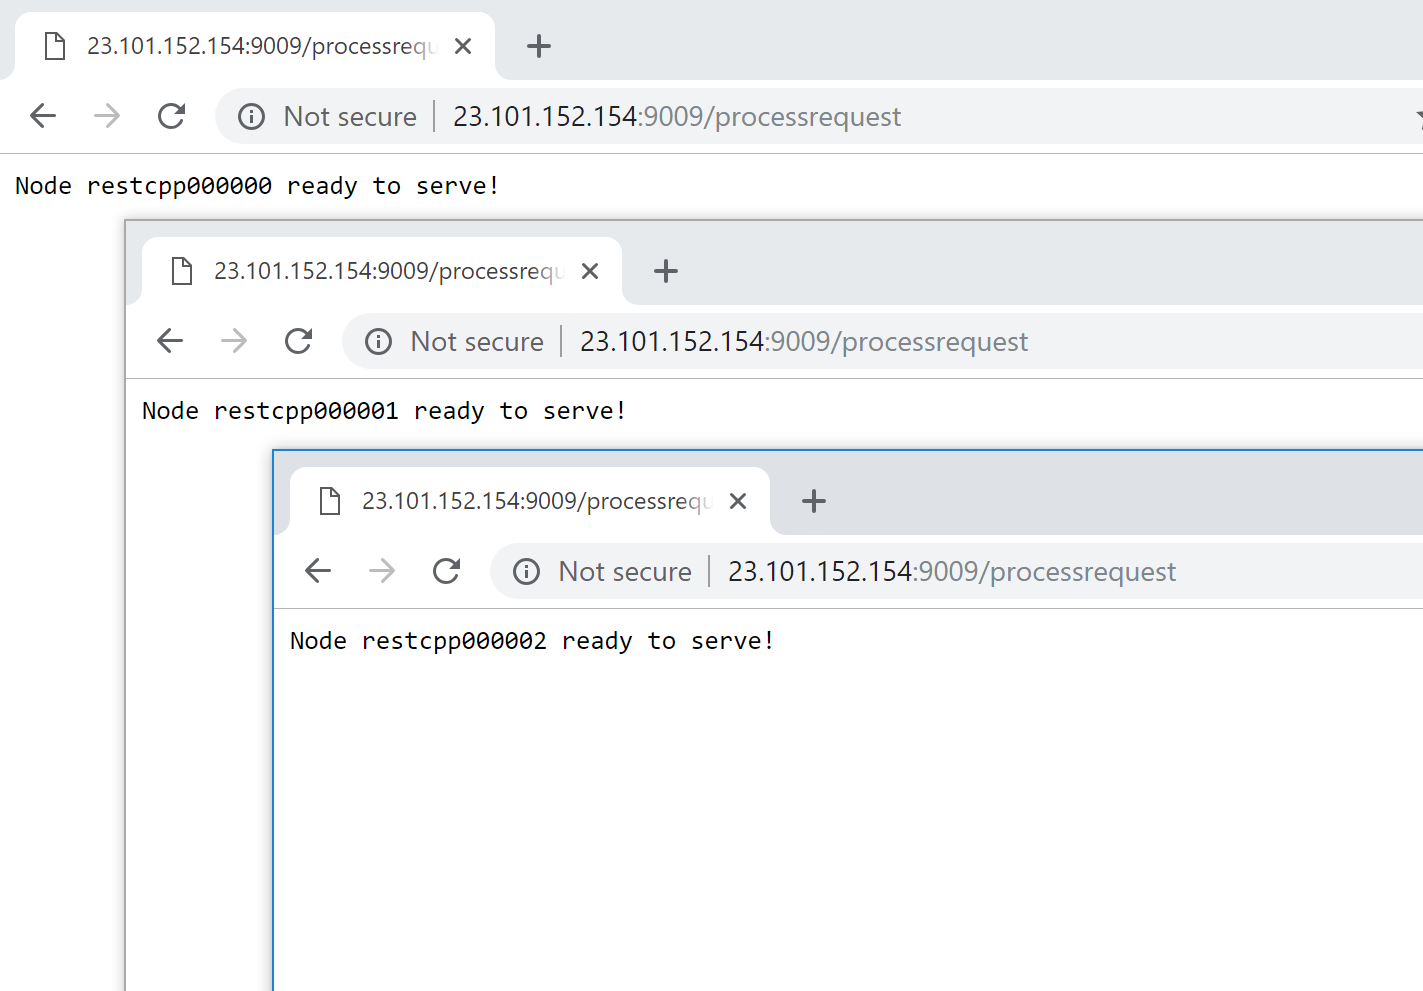 23.101.152.154:9009/processrequ
Not secure | 23.101.152.154:9009/processrequest
Node restcpp000000 ready to serve!
23.101.152.154:9009/processrequ
Not secure | 23.101.152.154:9009/processrequest
Node restcpp000001 ready to serve!
23.101.152.154:9009/processrequ
Not secure | 23.101.152.154:9009/processrequest
Node restcpp000002 ready to serve!